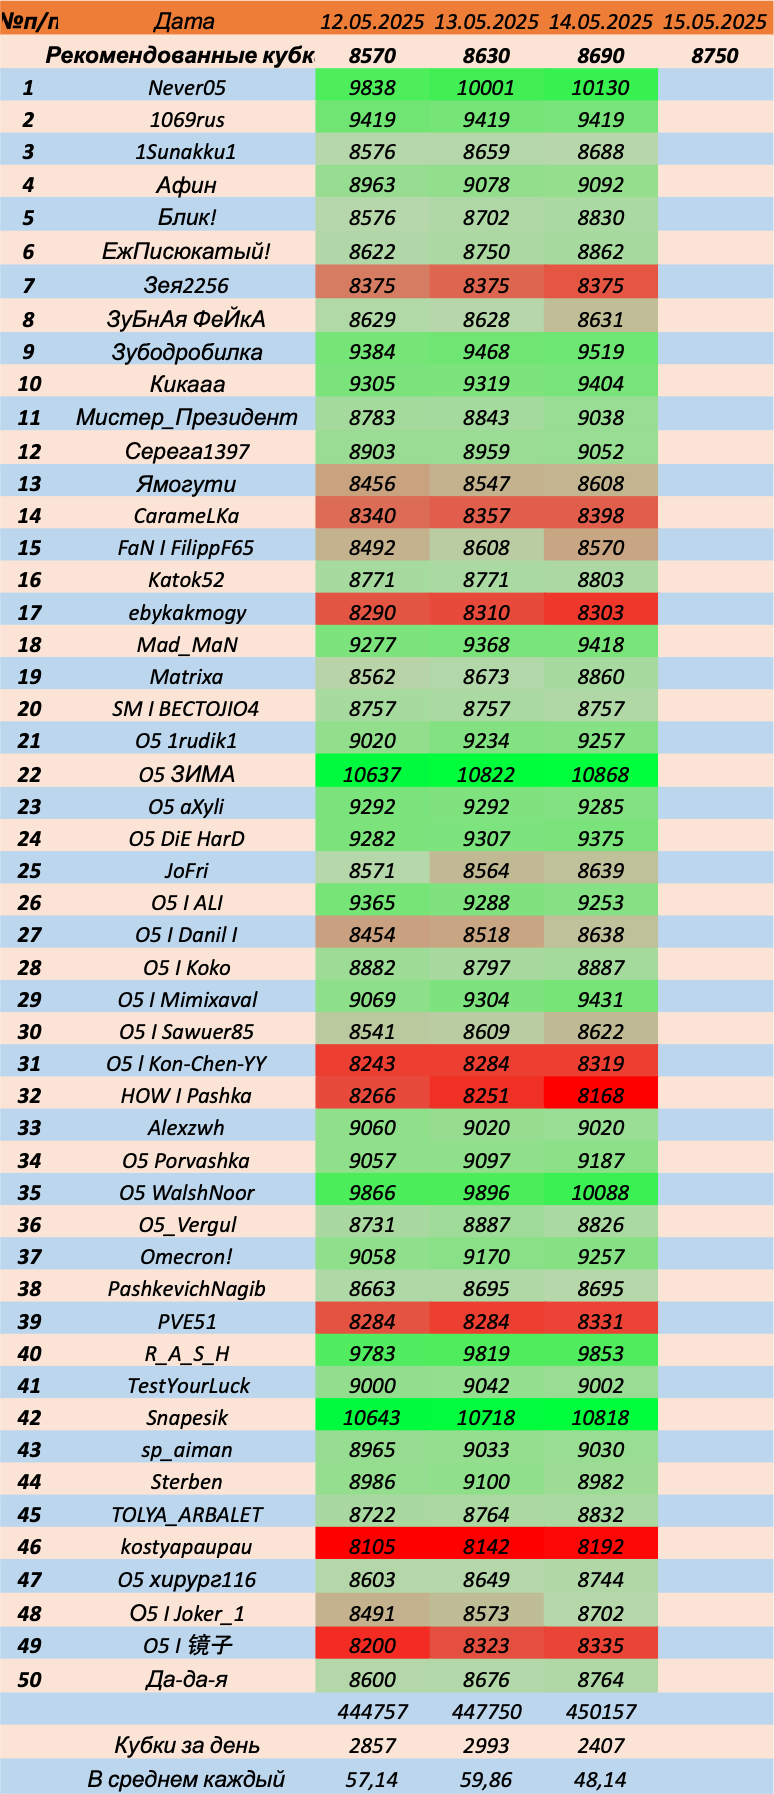 №п/п Дата 12.05.2025 13.05.2025 14.05.2025 15.05.2025
Рекомендованные кубк 8570 8630 8690 8750
1 Never05 9838 10001 10130
2 1069rus 9419 9419 9419
3 1Sunakku1 8576 8659 8688
4 Афин 8963 9078 9092
5 Блик! 8576 8702 8830
6 ЕжПисюкатый! 8622 8750 8862
7 Зея2256 8375 8375 8375
8 ЗуБнАя ФеЙкА 8629 8628 8631
9 Зубодробилка 9384 9468 9519
10 Кикааа 9305 9319 9404
11 Мистер_Президент 8783 8843 9038
12 Серега1397 8903 8959 9052
13 Ямогути 8456 8547 8608
14 CarameLKa 8340 8357 8398
15 FaN I FilippF65 8492 8608 8570
16 Katok52 8771 8771 8803
17 ebykakmogy 8290 8310 8303
18 Mad_MaN 9277 9368 9418
19 Matrixa 8562 8673 8860
20 SM I BECTOJIO4 8757 8757 8757
21 O5 1rudik1 9020 9234 9257
22 O5 ЗИМА 10637 10822 10868
23 O5 aXyli 9292 9292 9285
24 O5 DiE HarD 9282 9307 9375
25 JoFri 8571 8564 8639
26 O5 I ALI 9365 9288 9253
27 O5 I Danil I 8454 8518 8638
28 O5 I Koko 8882 8797 8887
29 O5 I Mimixaval 9069 9304 9431
30 O5 I Sawuer85 8541 8609 8622
31 O5 l Kon-Chen-YY 8243 8284 8319
32 HOW I Pashka 8266 8251 8168
33 Alexzwh 9060 9020 9020
34 O5 Porvashka 9057 9097 9187
35 O5 WalshNoor 9866 9896 10088
36 O5_Vergul 8731 8887 8826
37 Omecron! 9058 9170 9257
38 PashkevichNagib 8663 8695 8695
39 PVE51 8284 8284 8331
40 R_A_S_H 9783 9819 9853
41 TestYourLuck 9000 9042 9002
42 Snapesik 10643 10718 10818
43 sp_aiman 8965 9033 9030
44 Sterben 8986 9100 8982
45 TOLYA_ARBALET 8722 8764 8832
46 kostyapaupau 8105 8142 8192
47 O5 хирург116 8603 8649 8744
48 O5 I Joker_1 8491 8573 8702
49 O5 I 镜子 8200 8323 8335
50 Да-да-я 8600 8676 8764
444757 447750 450157
Кубки за день 2857 2993 2407
В среднем каждый 57,14 59,86 48,14